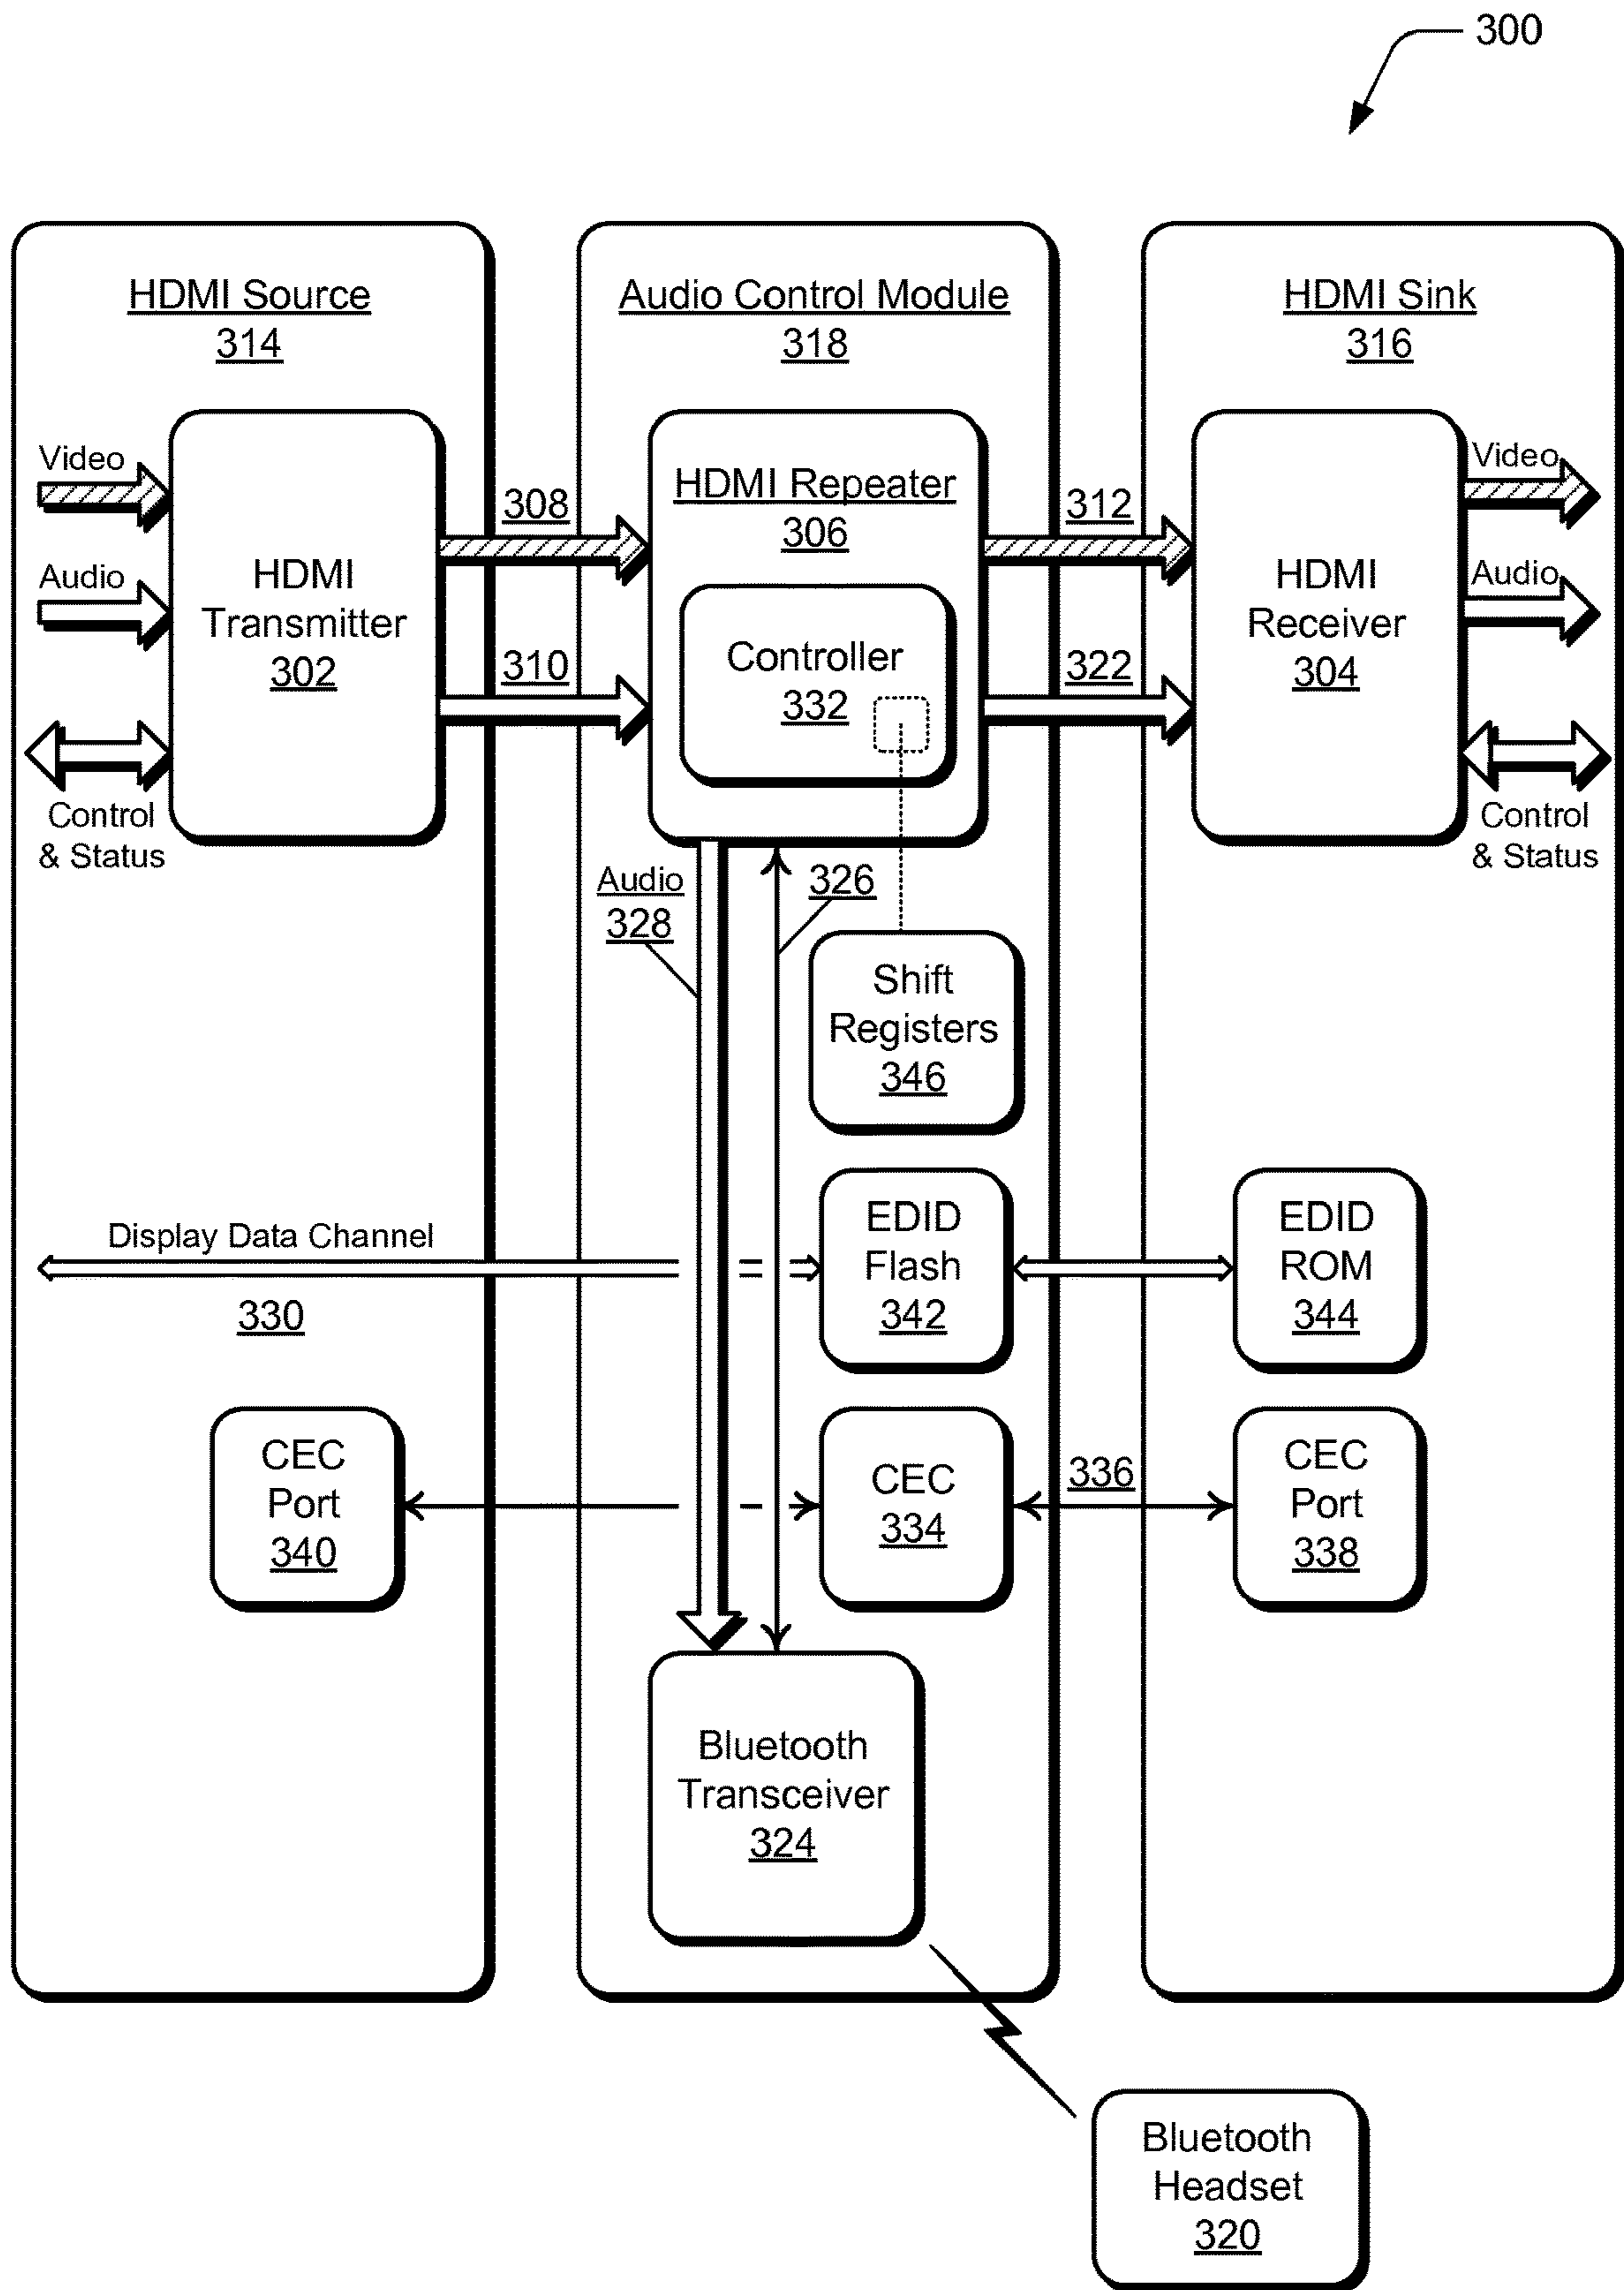 300
HDMI Source
314
Audio Control Module
318
HDMI Sink
316
Video
Audio
Control
& Status
HDMI
Transmitter
302
308
310
HDMI Repeater
306
Controller
332
312
322
HDMI
Receiver
304
Video
Audio
Control
& Status
Audio
328
326
Shift
Registers
346
Display Data Channel
330
EDID
Flash
342
EDID
ROM
344
CEC
Port
340
CEC
334
336
CEC
Port
338
Bluetooth
Transceiver
324
Bluetooth
Headset
320